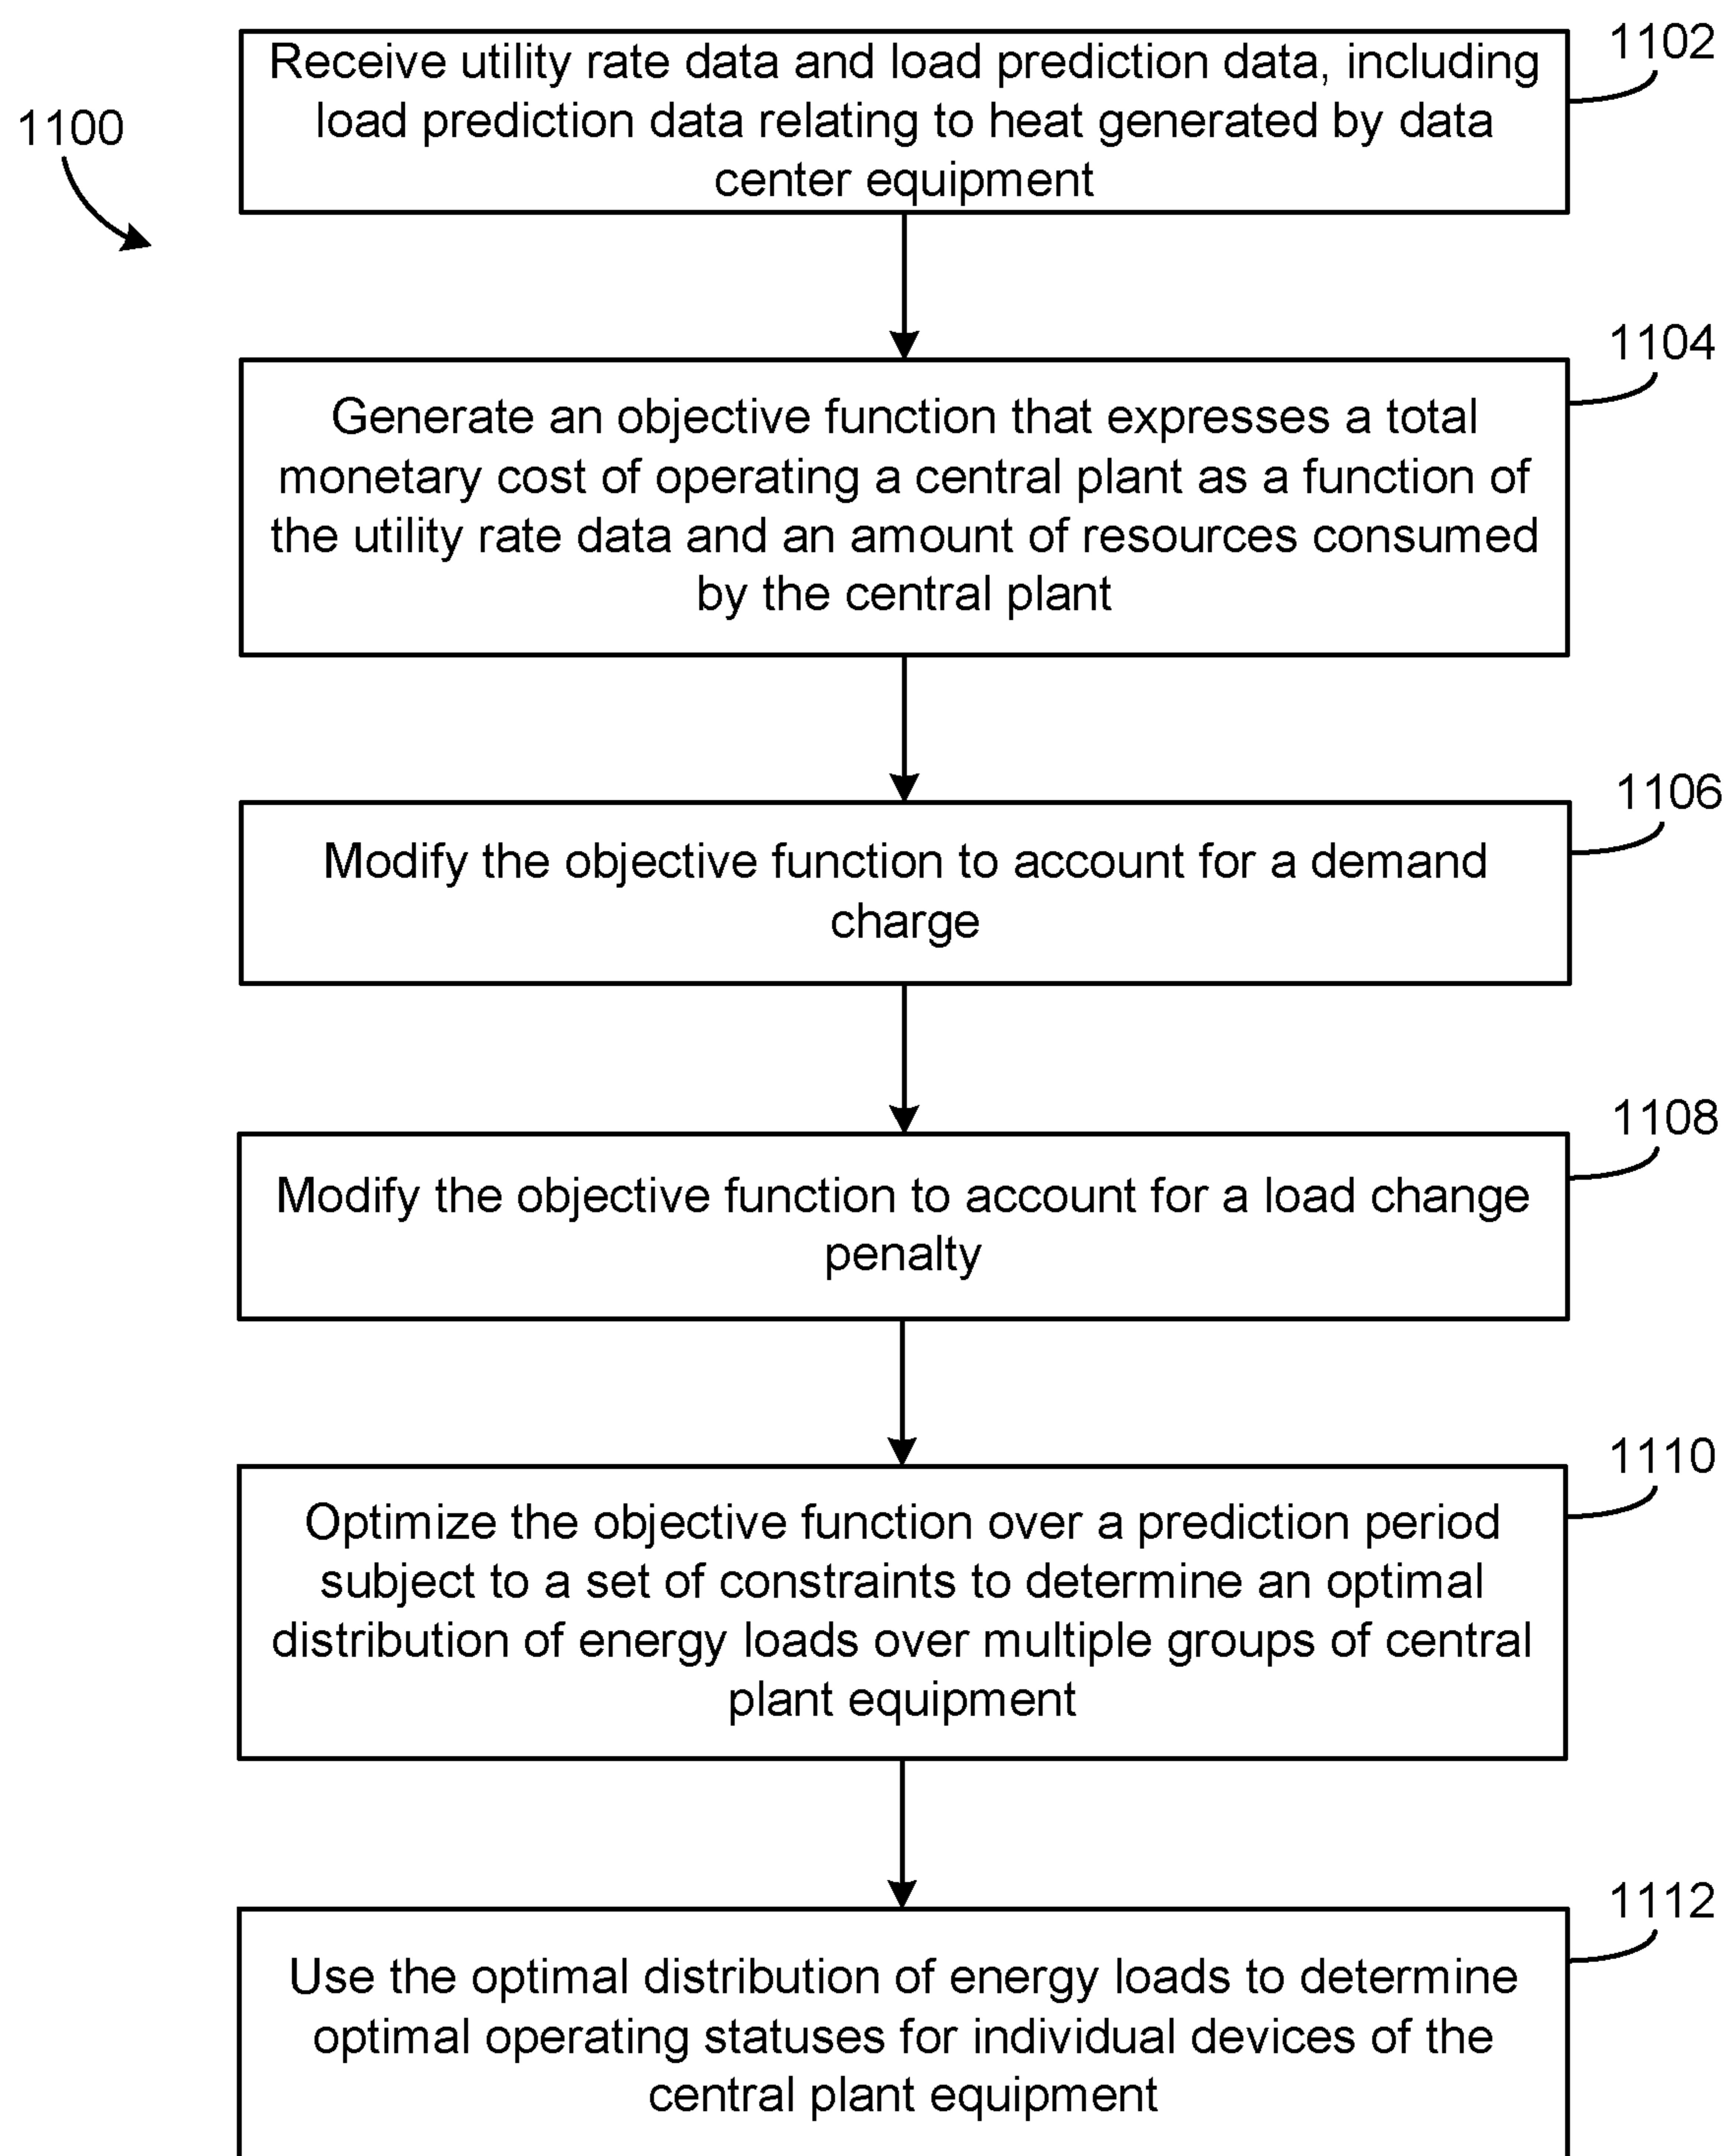 1102
Receive utility rate data and load prediction data, including
load prediction data relating to heat generated by data
center equipment
1100
1104
Generate an objective function that expresses a total
monetary cost of operating a central plant as a function of
the utility rate data and an amount of resources consumed
by the central plant
1106
Modify the objective function to account for a demand
charge
1108
Modify the objective function to account for a load change
penalty
1110
Optimize the objective function over a prediction period
subject to a set of constraints to determine an optimal
distribution of energy loads over multiple groups of central
plant equipment
1112
Use the optimal distribution of energy loads to determine
optimal operating statuses for individual devices of the
central plant equipment